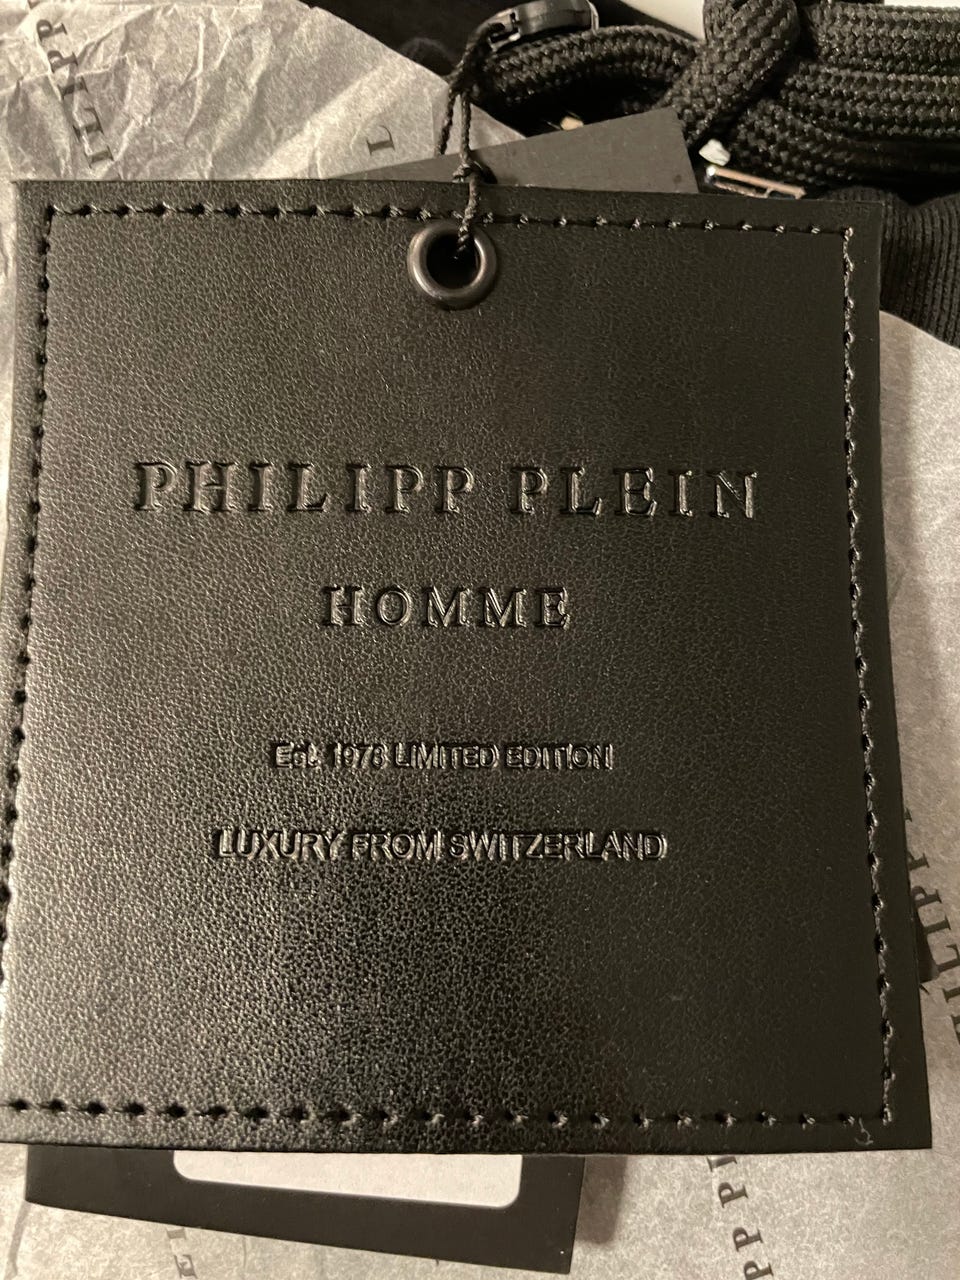 PHILIPP PLEIN
HOMME
Est. 1978 LIMITED EDITION
LUXURY FROM SWITZERLAND